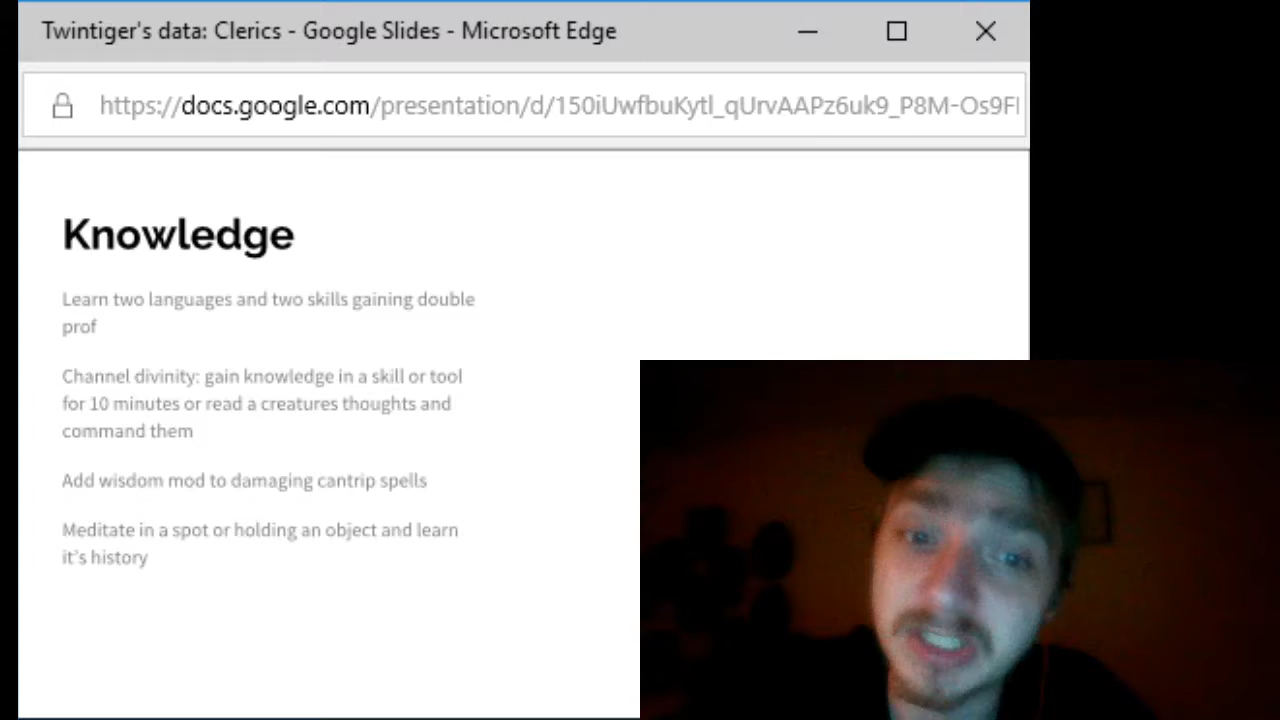 Twintiger's data: Clerics - Google Slides - Microsoft Edge
https://docs.google.com/presentation/d/150iUwfbuKytl_qUrvAAPz6uk9_P8M-Os9F
Knowledge
Learn two languages and two skills gaining double
prof
Channel divinity: gain knowledge in a skill or tool
for 10 minutes or read a creatures thoughts and
command them
Add wisdom mod to damaging cantrip spells
Meditate in a spot or holding an object and learn
it's history